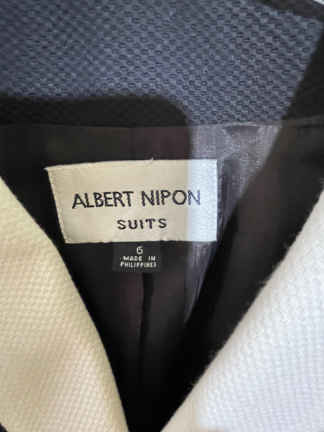 ALBERT NIPON
SUITS
6
MADE IN
PHILIPPINES